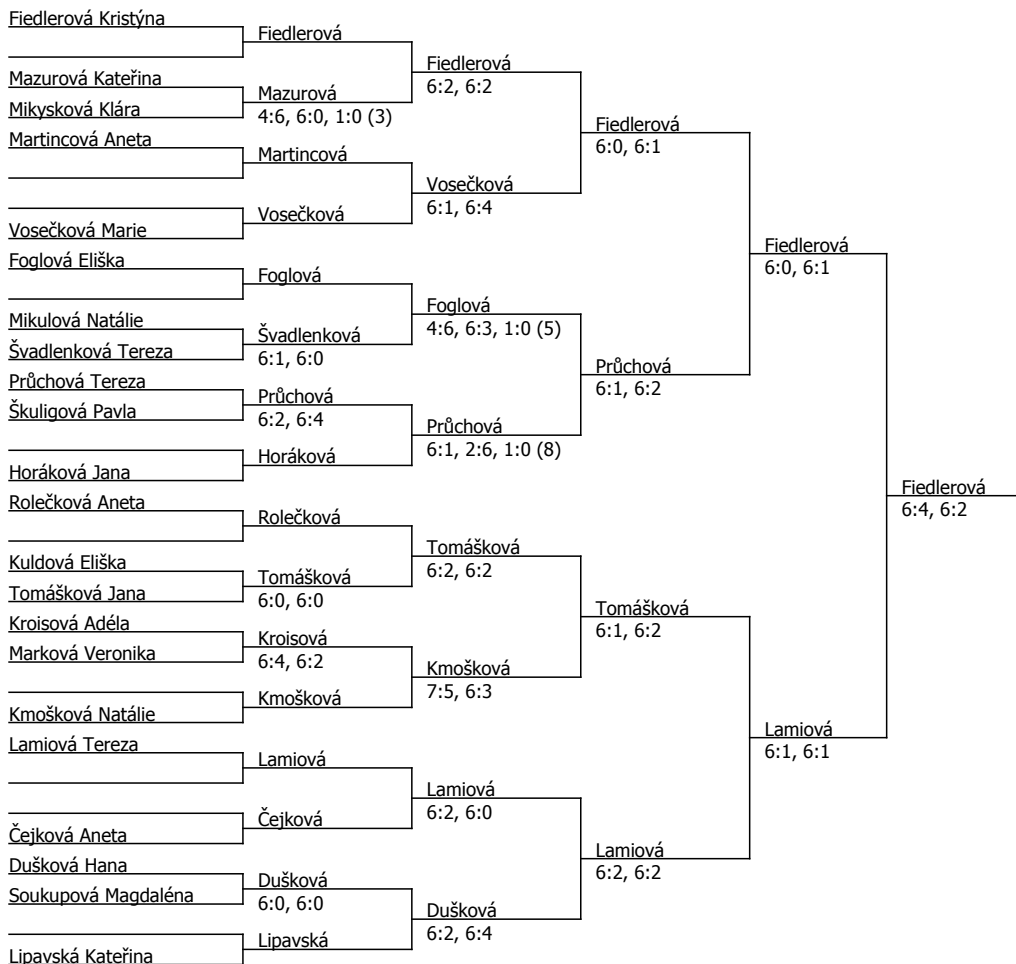 Fiedlerová Kristýna
Mazurová Kateřina
Mikysková Klára
Martincová Aneta
Vosečková Marie
Foglová Eliška
Mikulová Natálie
Švadlenková Tereza
Průchová Tereza
Škuligová Pavla
Horáková Jana
Rolečková Aneta
Kuldová Eliška
Tomášková Jana
Kroisová Adéla
Marková Veronika
Kmošková Natálie
Lamiová Tereza
Čejková Aneta
Dušková Hana
Soukupová Magdaléna
Lipavská Kateřina
Fiedlerová
Mazurová
4:6, 6:0, 1:0 (3)
Martincová
Vosečková
Foglová
Švadlenková
6:1, 6:0
Průchová
6:2, 6:4
Horáková
Rolečková
Tomášková
6:0, 6:0
Kroisová
6:4, 6:2
Kmošková
Lamiová
Čejková
Dušková
6:0, 6:0
Lipavská
Fiedlerová
6:2, 6:2
Vosečková
6:1, 6:4
Foglová
4:6, 6:3, 1:0 (5)
Průchová
6:1, 2:6, 1:0 (8)
Tomášková
6:2, 6:2
Kmošková
7:5, 6:3
Lamiová
6:2, 6:0
Dušková
6:2, 6:4
Fiedlerová
6:0, 6:1
Průchová
6:1, 6:2
Tomášková
6:1, 6:2
Lamiová
6:2, 6:2
Fiedlerová
6:0, 6:1
Lamiová
6:1, 6:1
Fiedlerová
6:4, 6:2